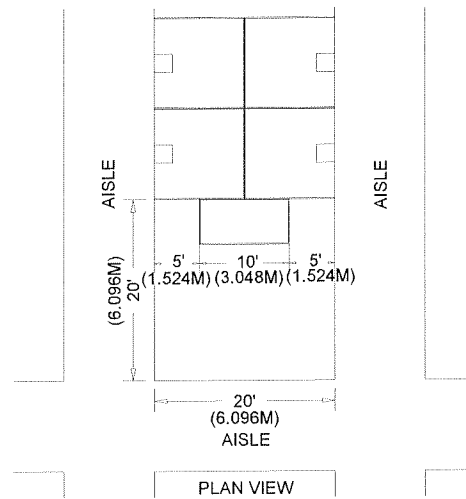 AISLE
AISLE
5' 10' 5'
(1.524M) (3.048M) (1.524M)
20'
(6.096M)
20'
(6.096M)
AISLE
PLAN VIEW